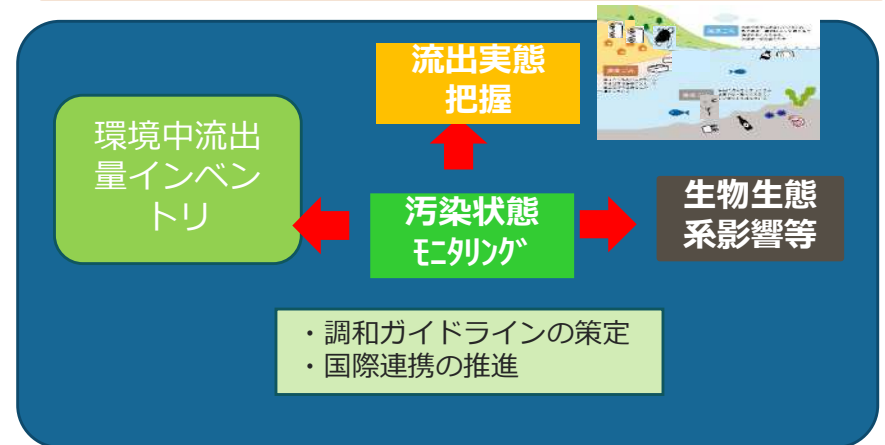 流出実態
把握
環境中流出
量インベン
トリ
汚染状態
ﾓﾆﾀﾘﾝｸﾞ
生物生態
系影響等
・調和ガイドラインの策定
・国際連携の推進